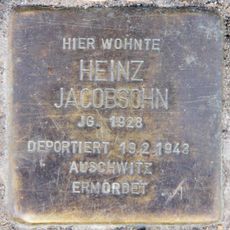 HIER WOHNTE
HEINZ
JACOBSOHN
JG. 1928
DEPORTIERT 19.2.1943
AUSCHWITZ
ERMORDET